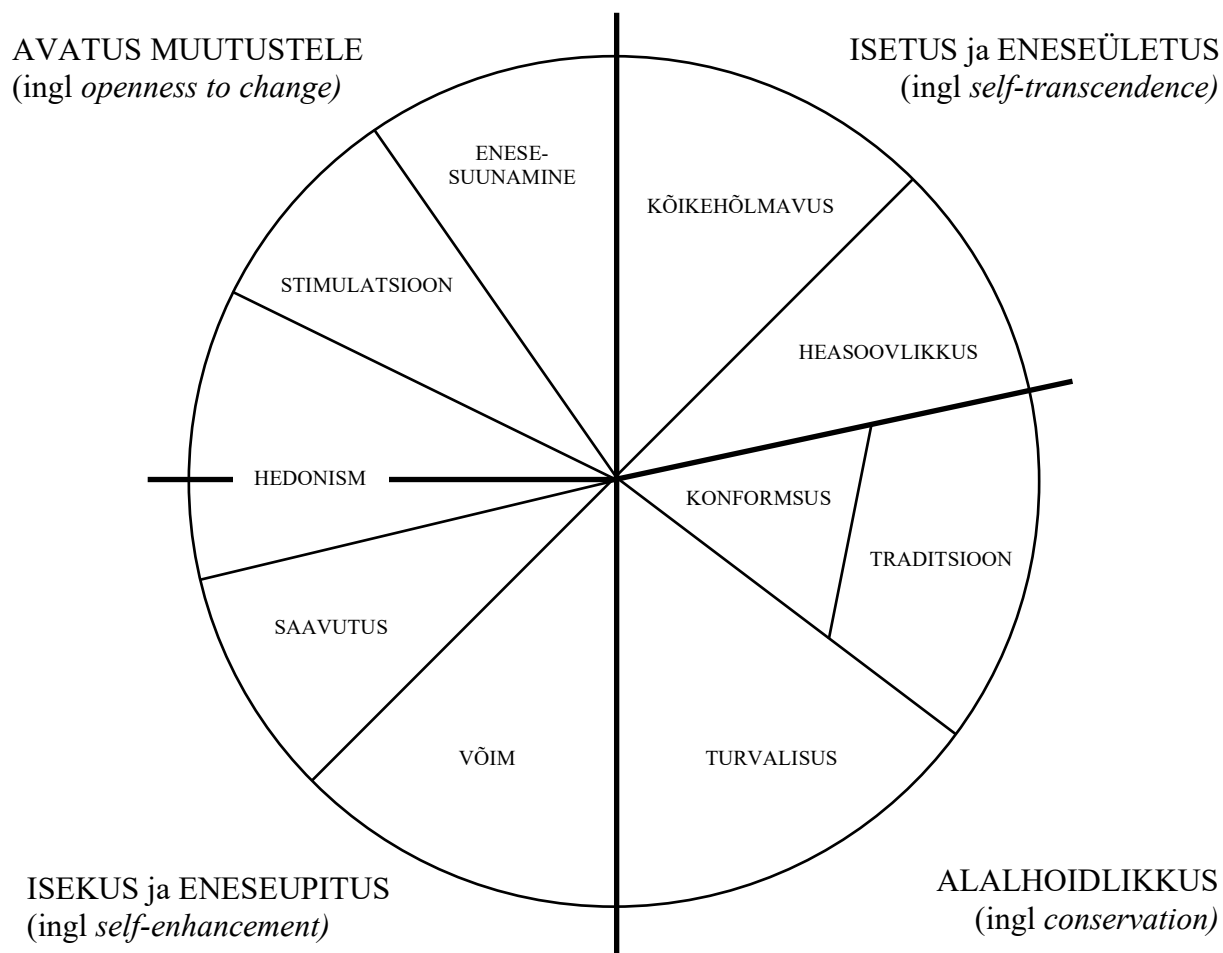 AVATUS MUUTUSTELE
(ingl openness to change)
ISETUS ja ENESEÜLETUS
(ingl self-transcendence)
ENESE-
SUUNAMINE
KÕIKEHÕLMAVUS
STIMULATSIOON
HEASOOVLIKKUS
HEDONISM
KONFORMSUS
TRADITSIOON
SAAVUTUS
VÕIM
TURVALISUS
ISEKUS ja ENESEUPITUS
(ingl self-enhancement)
ALALHOIDLIKKUS
(ingl conservation)